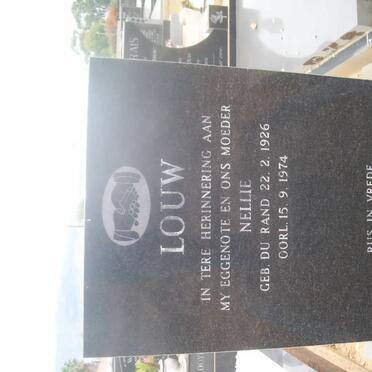 LOUW
IN TERE HERINNERING AAN
MY EGGENOTE EN ONS MOEDER
NELLIE
GEB. DU RAND 22. 2. 1926
OORL. 15. 9. 1974
RUS IN VREDE